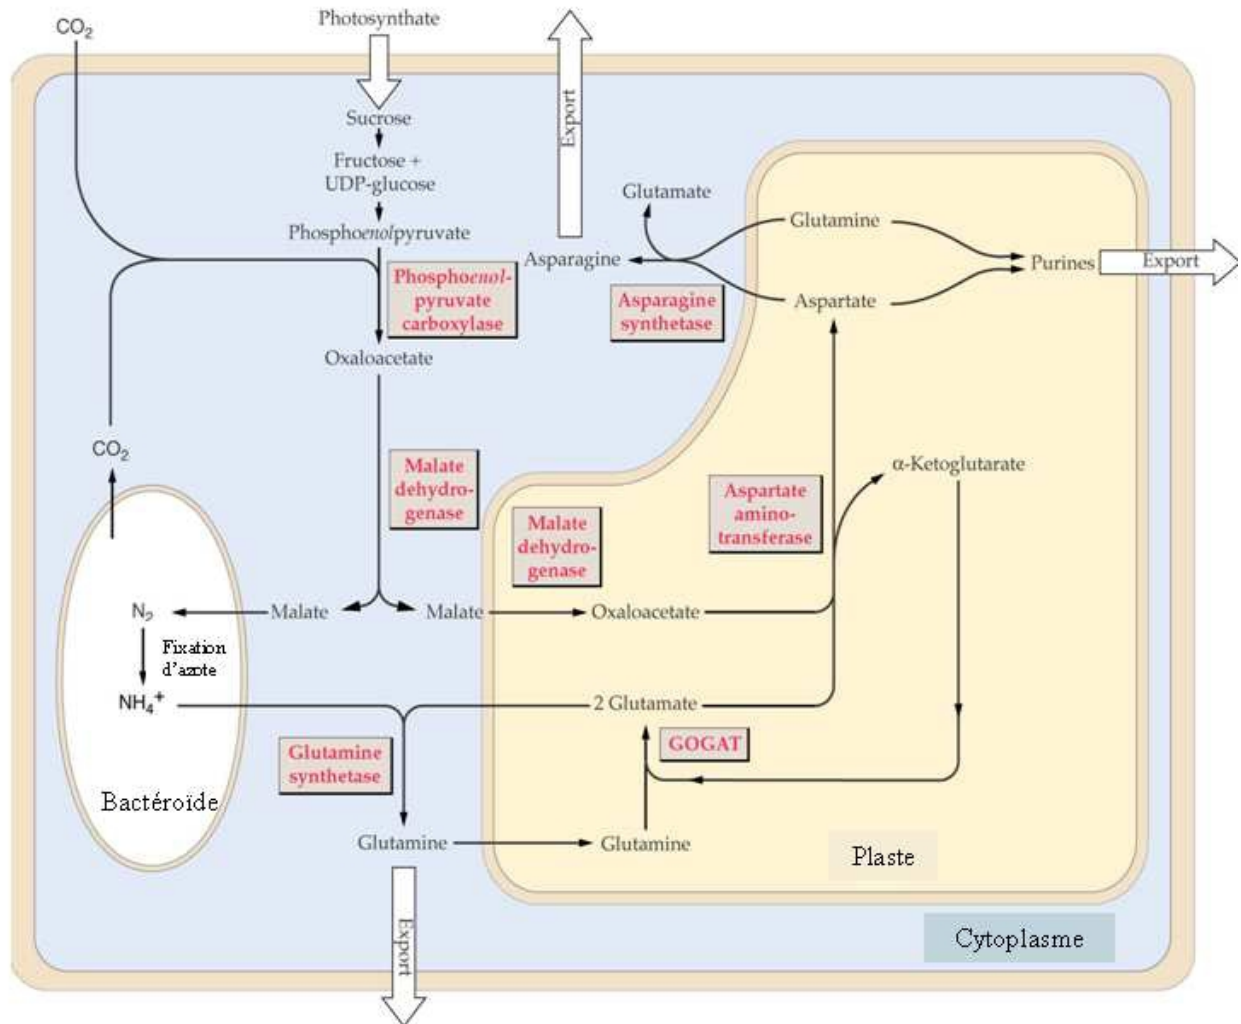 Photosynthate
CO₂
Sucrose
Export
Fructose +
UDP-glucose
Glutamate
Glutamine
Phosphoenolpyruvate
Asparagine
Purines
Export
Phosphoenol-
pyruvate
carboxylase
Asparagine
synthetase
Aspartate
Oxaloacetate
CO₂
α-Ketoglutarate
Malate
dehydro-
genase
Malate
dehydro-
genase
Aspartate
amino-
transferase
N₂
Malate
Malate
Oxaloacetate
Fixation
d'azote
NH₄⁺
2 Glutamate
Glutamine
synthetase
GOGAT
Bactéroïde
Glutamine
Glutamine
Plaste
Export
Cytoplasme